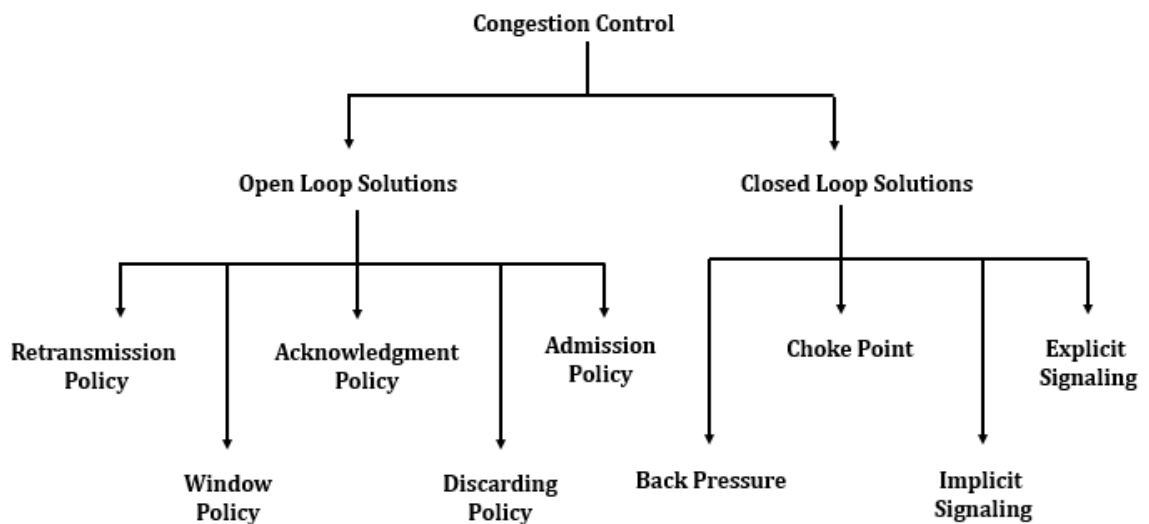 Congestion Control
Open Loop Solutions
Closed Loop Solutions
Retransmission
Policy
Acknowledgment
Policy
Admission
Policy
Choke Point
Explicit
Signaling
Window
Policy
Discarding
Policy
Back Pressure
Implicit
Signaling